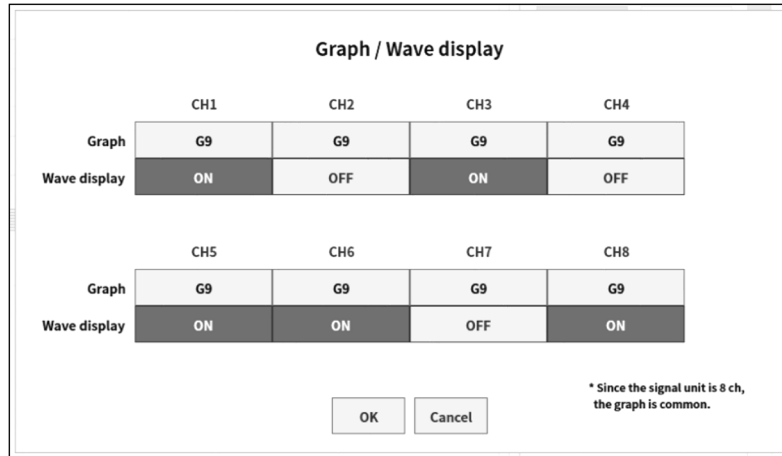 Graph / Wave display
CH1 CH2 CH3 CH4
Graph G9 G9 G9 G9
Wave display ON OFF ON OFF
CH5 CH6 CH7 CH8
Graph G9 G9 G9 G9
Wave display ON ON OFF ON
* Since the signal unit is 8 ch,
the graph is common.
OK Cancel